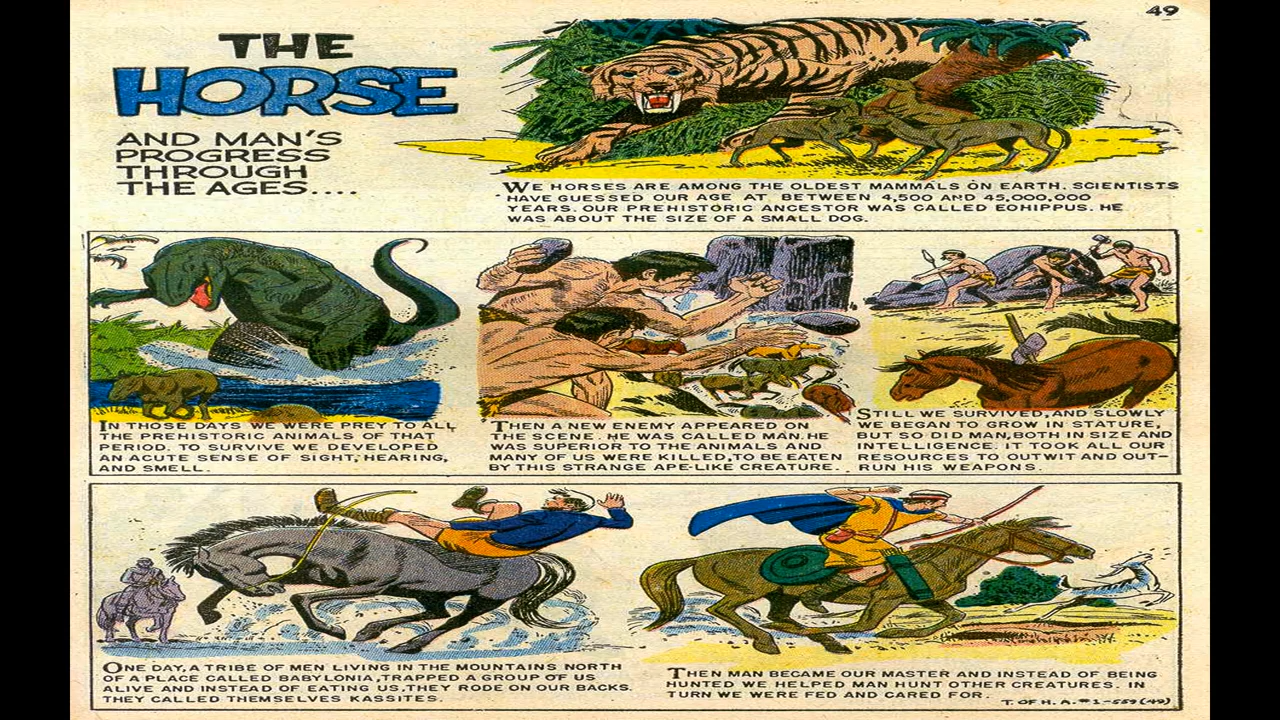 49
THE
HORSE
AND MAN'S
PROGRESS
THROUGH
THE AGES....
WE HORSES ARE AMONG THE OLDEST MAMMALS ON EARTH. SCIENTISTS
HAVE GUESSED OUR AGE AT BETWEEN 4,500 AND 45,000,000
YEARS. OUR PREHISTORIC ANCESTOR WAS CALLED EOHIPPUS. HE
WAS ABOUT THE SIZE OF A SMALL DOG.
IN THOSE DAYS WE WERE PREY TO ALL
THE PREHISTORIC ANIMALS OF THAT
PERIOD. TO SURVIVE WE DEVELOPED
AN ACUTE SENSE OF SIGHT, HEARING,
AND SMELL.
THEN A NEW ENEMY APPEARED ON
THE SCENE. HE WAS CALLED MAN. HE
WAS SUPERIOR TO THE ANIMALS AND
MANY OF US WERE KILLED, TO BE EATEN
BY THIS STRANGE APE-LIKE CREATURE.
STILL WE SURVIVED, AND SLOWLY
WE BEGAN TO GROW IN STATURE,
BUT SO DID MAN, BOTH IN SIZE AND
INTELLIGENCE. IT TOOK ALL OUR
RESOURCES TO OUTWIT AND OUT-
RUN HIS WEAPONS.
ONE DAY, A TRIBE OF MEN LIVING IN THE MOUNTAINS NORTH
OF A PLACE CALLED BABYLONIA, TRAPPED A GROUP OF US
ALIVE AND INSTEAD OF EATING US, THEY RODE ON OUR BACKS.
THEY CALLED THEMSELVES KASSITES.
THEN MAN BECAME OUR MASTER AND INSTEAD OF BEING
HUNTED WE HELPED MAN HUNT OTHER CREATURES. IN
TURN WE WERE FED AND CARED FOR.
T. OF H. A. #1-559 (49)